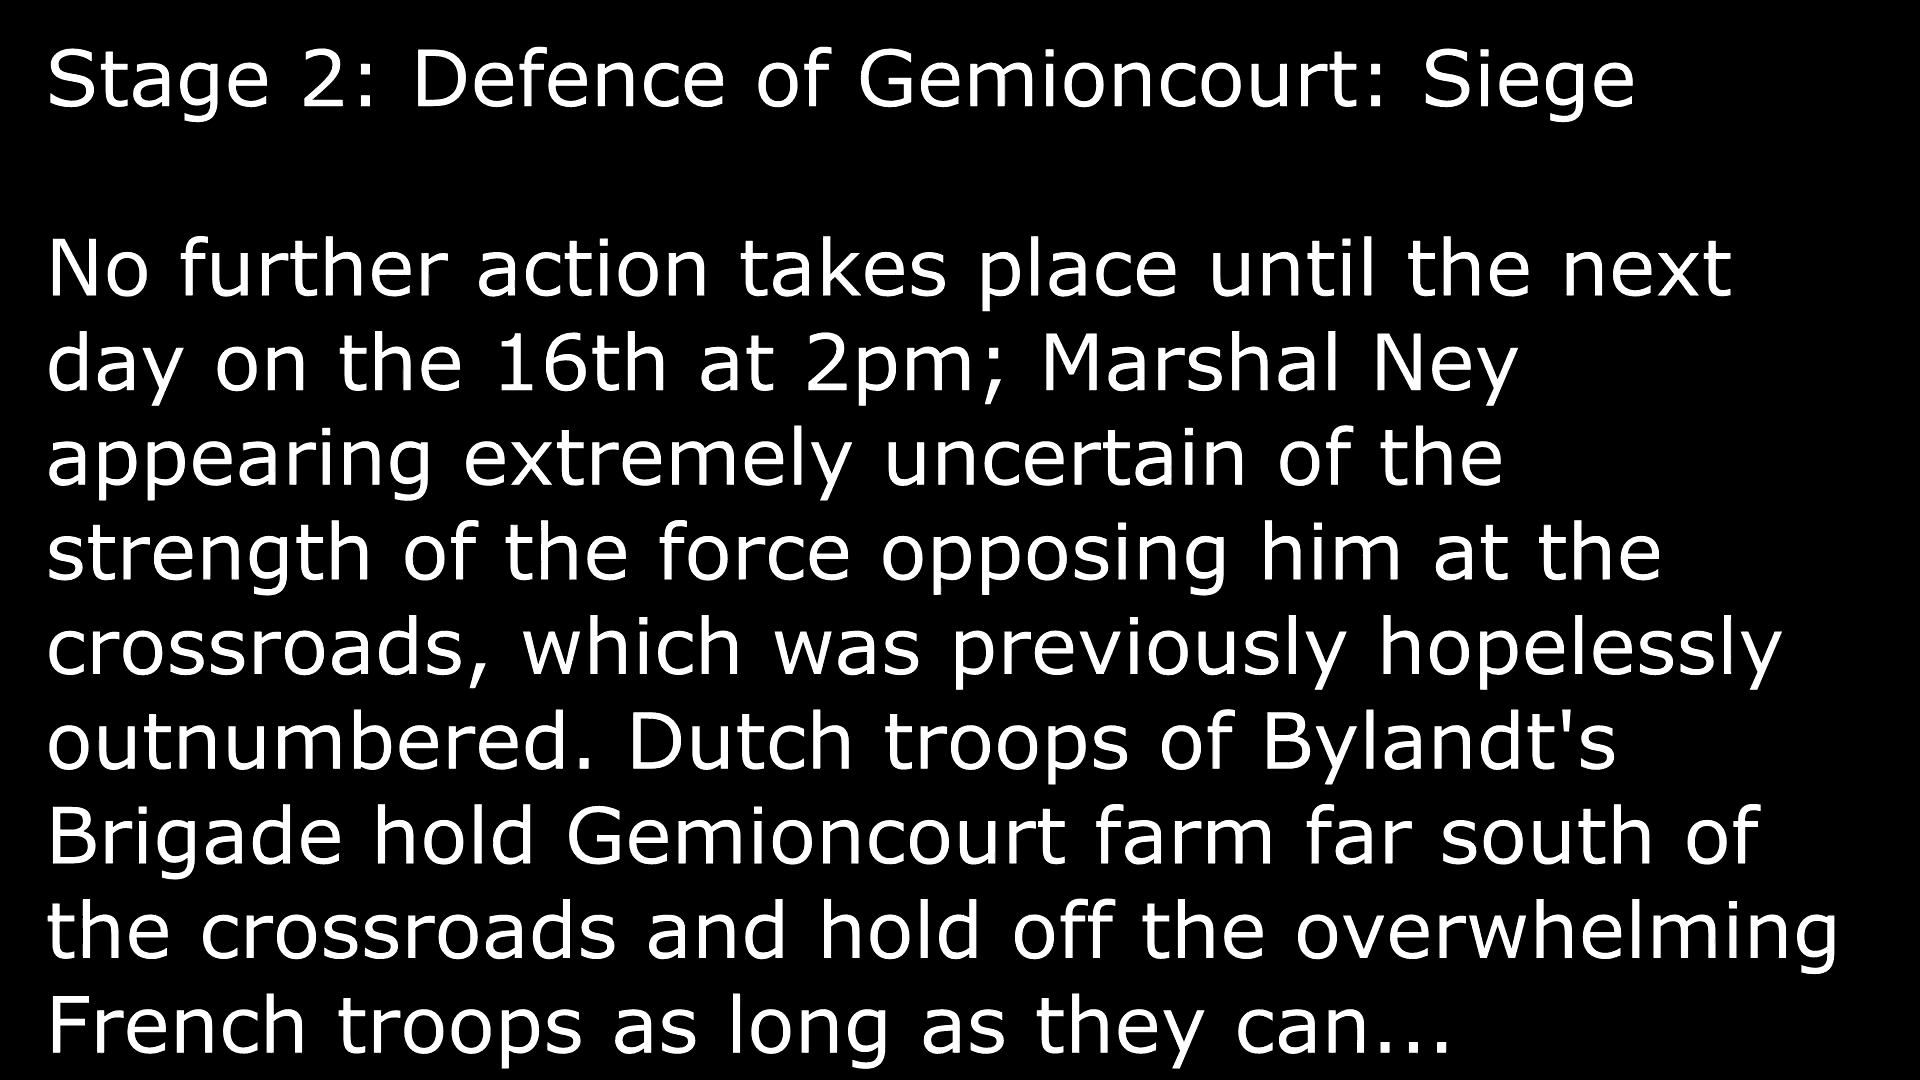 Stage 2: Defence of Gemioncourt: Siege
No further action takes place until the next
day on the 16th at 2pm; Marshal Ney
appearing extremely uncertain of the
strength of the force opposing him at the
crossroads, which was previously hopelessly
outnumbered. Dutch troops of Bylandt's
Brigade hold Gemioncourt farm far south of
the crossroads and hold off the overwhelming
French troops as long as they can...